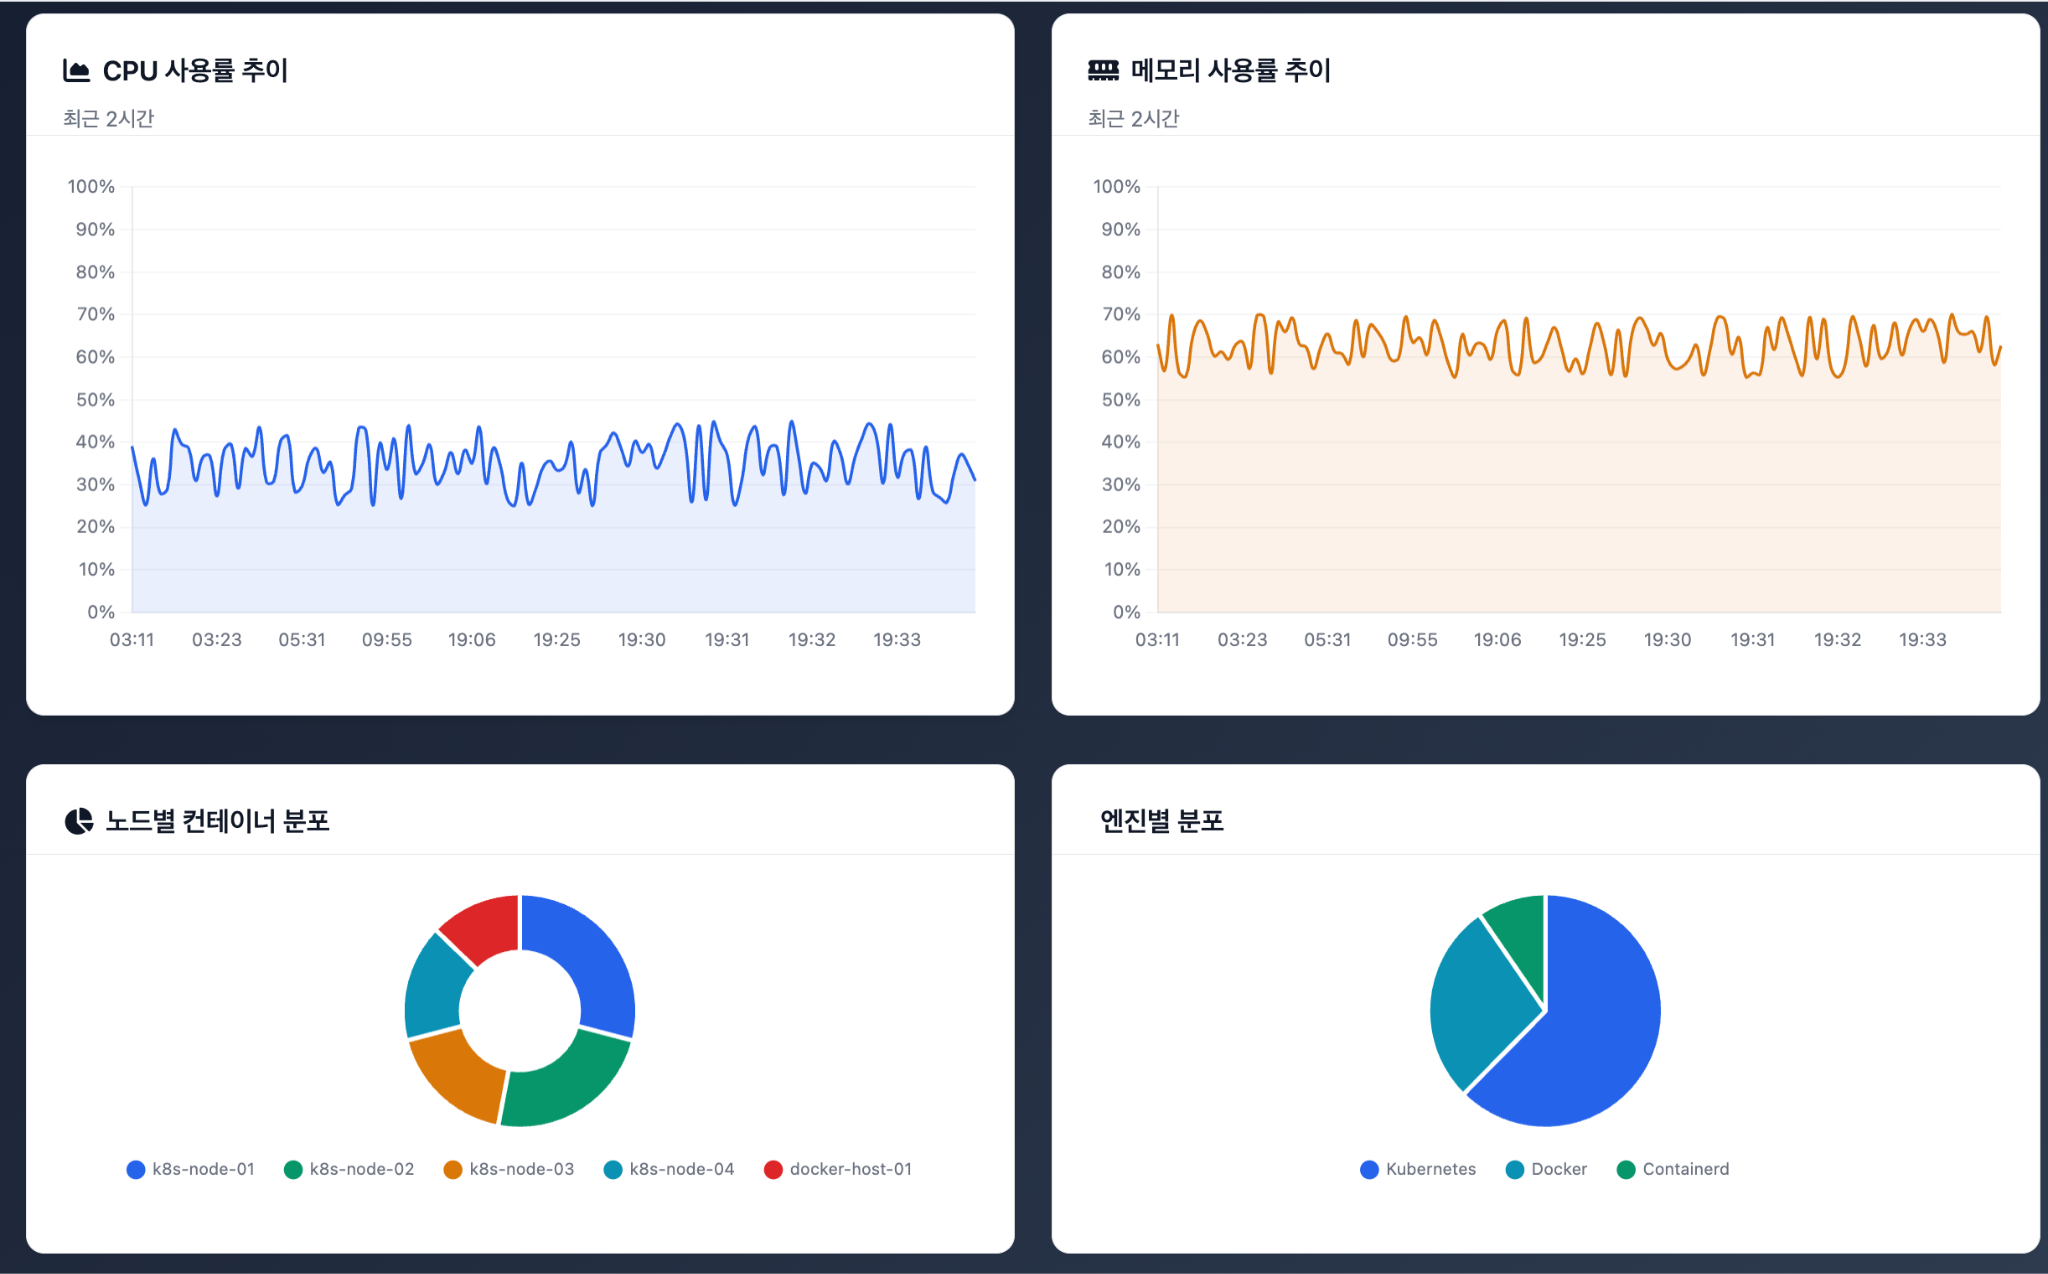 CPU 사용률 추이
최근 2시간
100%
90%
80%
70%
60%
50%
40%
30%
20%
10%
0%
03:11 03:23 05:31 09:55 19:06 19:25 19:30 19:31 19:32 19:33
메모리 사용률 추이
최근 2시간
100%
90%
80%
70%
60%
50%
40%
30%
20%
10%
0%
03:11 03:23 05:31 09:55 19:06 19:25 19:30 19:31 19:32 19:33
노드별 컨테이너 분포
k8s-node-01 k8s-node-02 k8s-node-03 k8s-node-04 docker-host-01
엔진별 분포
Kubernetes Docker Containerd